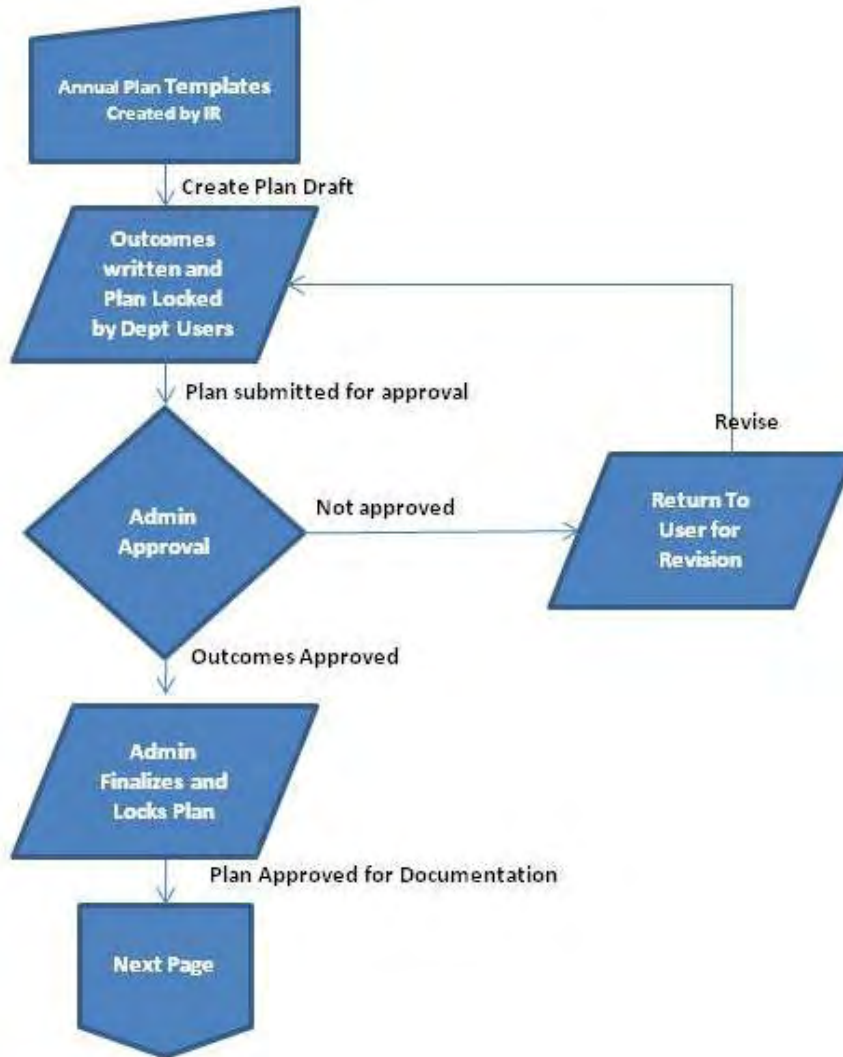 Annual Plan Templates
Created by IR
Create Plan Draft
Outcomes
written and
Plan Locked
by Dept Users
Plan submitted for approval
Revise
Admin
Approval
Not approved
Return To
User for
Revision
Outcomes Approved
Admin
Finalizes and
Locks Plan
Plan Approved for Documentation
Next Page